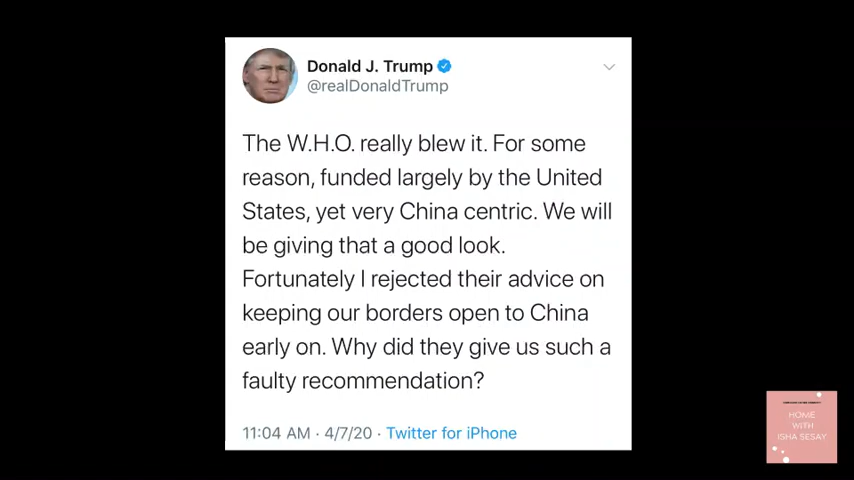 Donald J. Trump
@realDonaldTrump
The W.H.O. really blew it. For some
reason, funded largely by the United
States, yet very China centric. We will
be giving that a good look.
Fortunately I rejected their advice on
keeping our borders open to China
early on. Why did they give us such a
faulty recommendation?
11:04 AM · 4/7/20 · Twitter for iPhone
HOME
WITH
ISHA SESAY